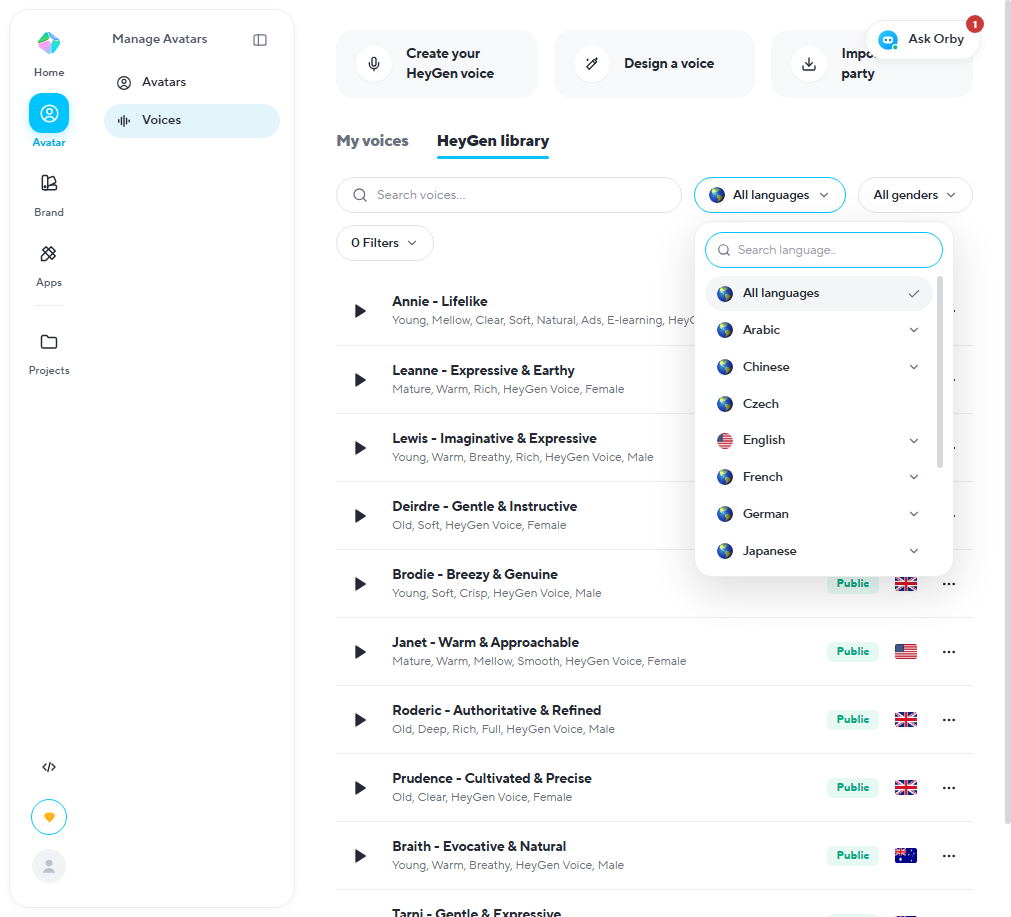 Home
Avatar
Brand
Apps
Projects
Manage Avatars
Avatars
Voices
Create your
HeyGen voice
Design a voice
party
Ask Orby
1
My voices
HeyGen library
Search voices...
All languages
All genders
0 Filters
Search language..
All languages
Arabic
Chinese
Czech
English
French
German
Japanese
Annie - Lifelike
Young, Mellow, Clear, Soft, Natural, Ads, E-learning,
Leanne - Expressive & Earthy
Mature, Warm, Rich, HeyGen Voice, Female
Lewis - Imaginative & Expressive
Young, Warm, Breathy, Rich, HeyGen Voice, Male
Deirdre - Gentle & Instructive
Old, Soft, HeyGen Voice, Female
Brodie - Breezy & Genuine
Young, Soft, Crisp, HeyGen Voice, Male
Public
Janet - Warm & Approachable
Mature, Warm, Mellow, Smooth, HeyGen Voice, Female
Public
Roderic - Authoritative & Refined
Old, Deep, Rich, Full, HeyGen Voice, Male
Public
Prudence - Cultivated & Precise
Old, Clear, HeyGen Voice, Female
Public
Braith - Evocative & Natural
Young, Warm, Breathy, HeyGen Voice, Male
Public
Tarni - Gentle & Expressive